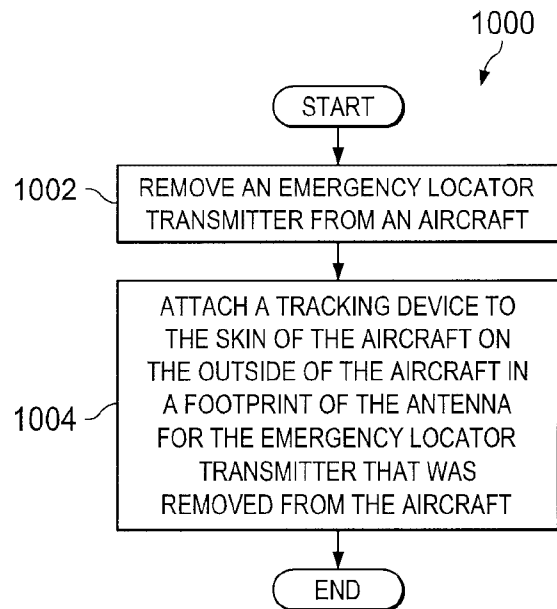 1000
START
1002
REMOVE AN EMERGENCY LOCATOR
TRANSMITTER FROM AN AIRCRAFT
ATTACH A TRACKING DEVICE TO
THE SKIN OF THE AIRCRAFT ON
THE OUTSIDE OF THE AIRCRAFT IN
A FOOTPRINT OF THE ANTENNA
FOR THE EMERGENCY LOCATOR
TRANSMITTER THAT WAS
REMOVED FROM THE AIRCRAFT
1004
END